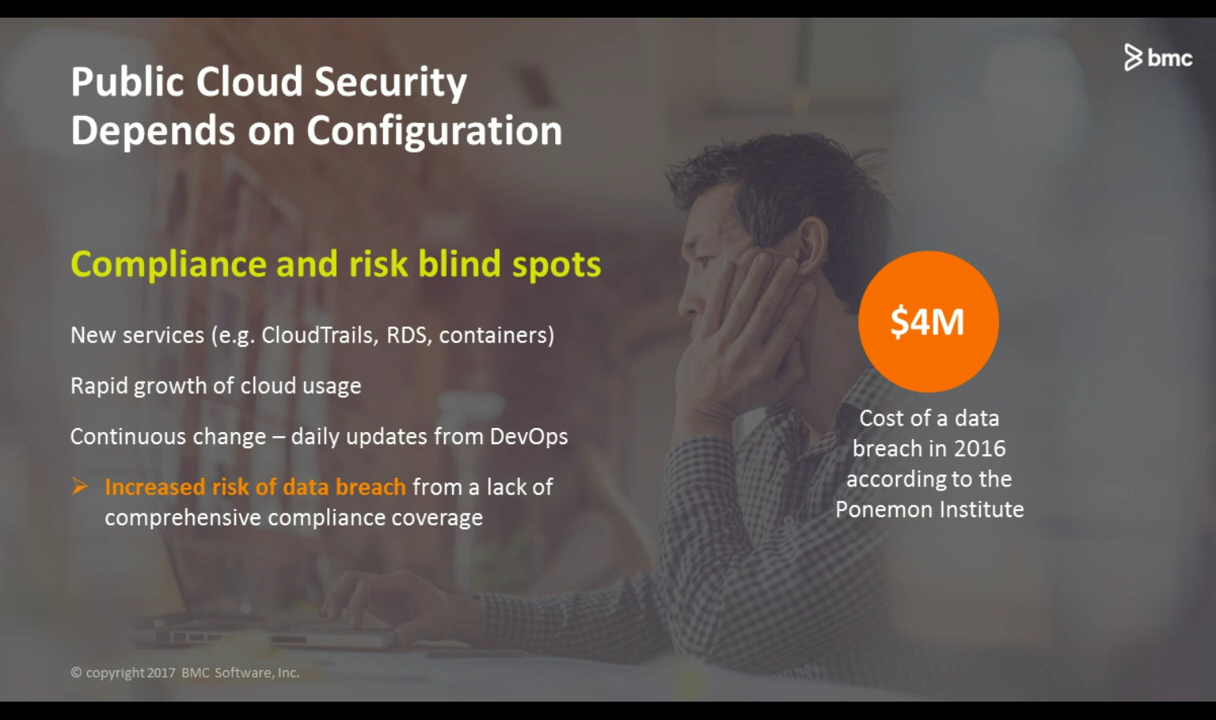 Public Cloud Security
Depends on Configuration
bmc
Compliance and risk blind spots
New services (e.g. CloudTrails, RDS, containers)
Rapid growth of cloud usage
Continuous change – daily updates from DevOps
➢ Increased risk of data breach from a lack of
comprehensive compliance coverage
$4M
Cost of a data
breach in 2016
according to the
Ponemon Institute
© copyright 2017 BMC Software, Inc.